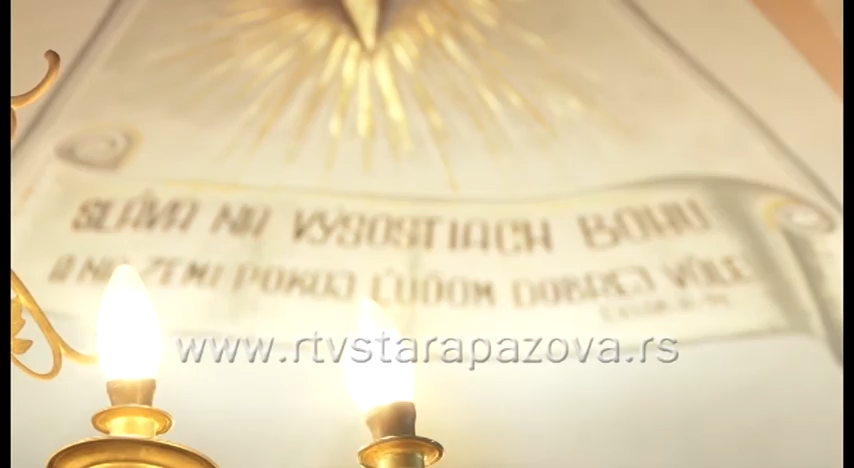 SLÁVA NA VÝSOSTIACH BOHU
A NA ZEMI POKOJ ĽUĎOM DOBREJ VÔLE
www.rtvstarapazova.rs